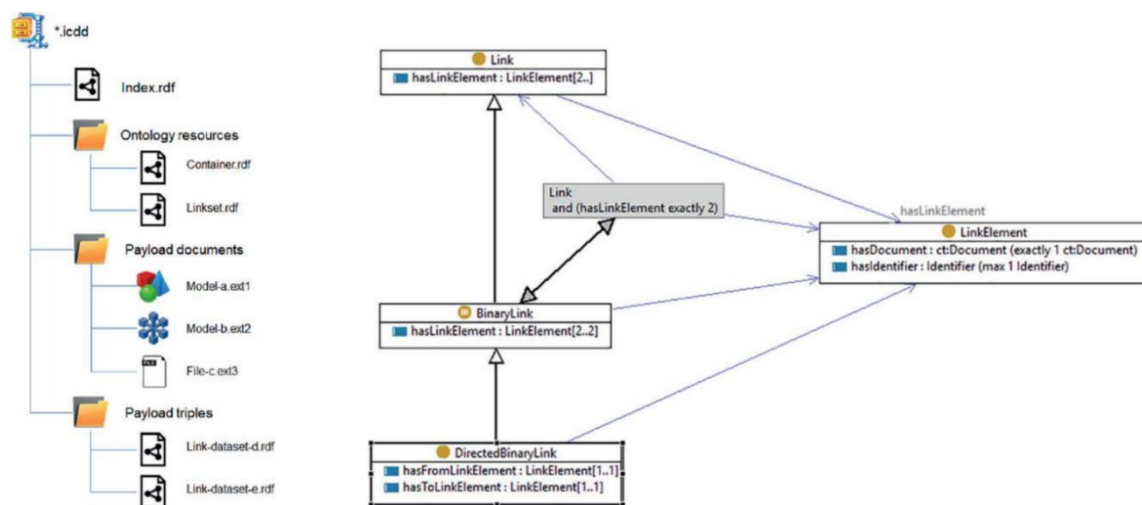 *.icdd
Index.rdf
Ontology resources
Container.rdf
Linkset.rdf
Payload documents
Model-a.ext1
Model-b.ext2
FILE
File-c.ext3
Payload triples
Link-dataset-d.rdf
Link-dataset-e.rdf
Link
hasLinkElement : LinkElement[2..]
Link
and (hasLinkElement exactly 2)
hasLinkElement
LinkElement
hasDocument : ct:Document (exactly 1 ct:Document)
hasIdentifier : Identifier (max 1 Identifier)
BinaryLink
hasLinkElement : LinkElement[2..2]
DirectedBinaryLink
hasFromLinkElement : LinkElement[1..1]
hasToLinkElement : LinkElement[1..1]